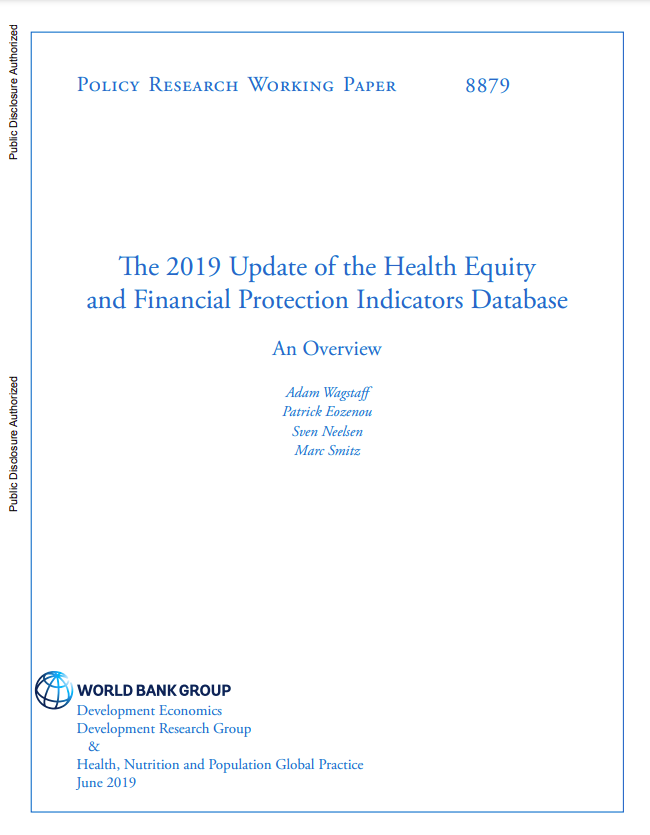 Public Disclosure Authorized
Public Disclosure Authorized
Policy Research Working Paper 8879
The 2019 Update of the Health Equity
and Financial Protection Indicators Database
An Overview
Adam Wagstaff
Patrick Eozenou
Sven Neelsen
Marc Smitz
WORLD BANK GROUP
Development Economics
Development Research Group
&
Health, Nutrition and Population Global Practice
June 2019